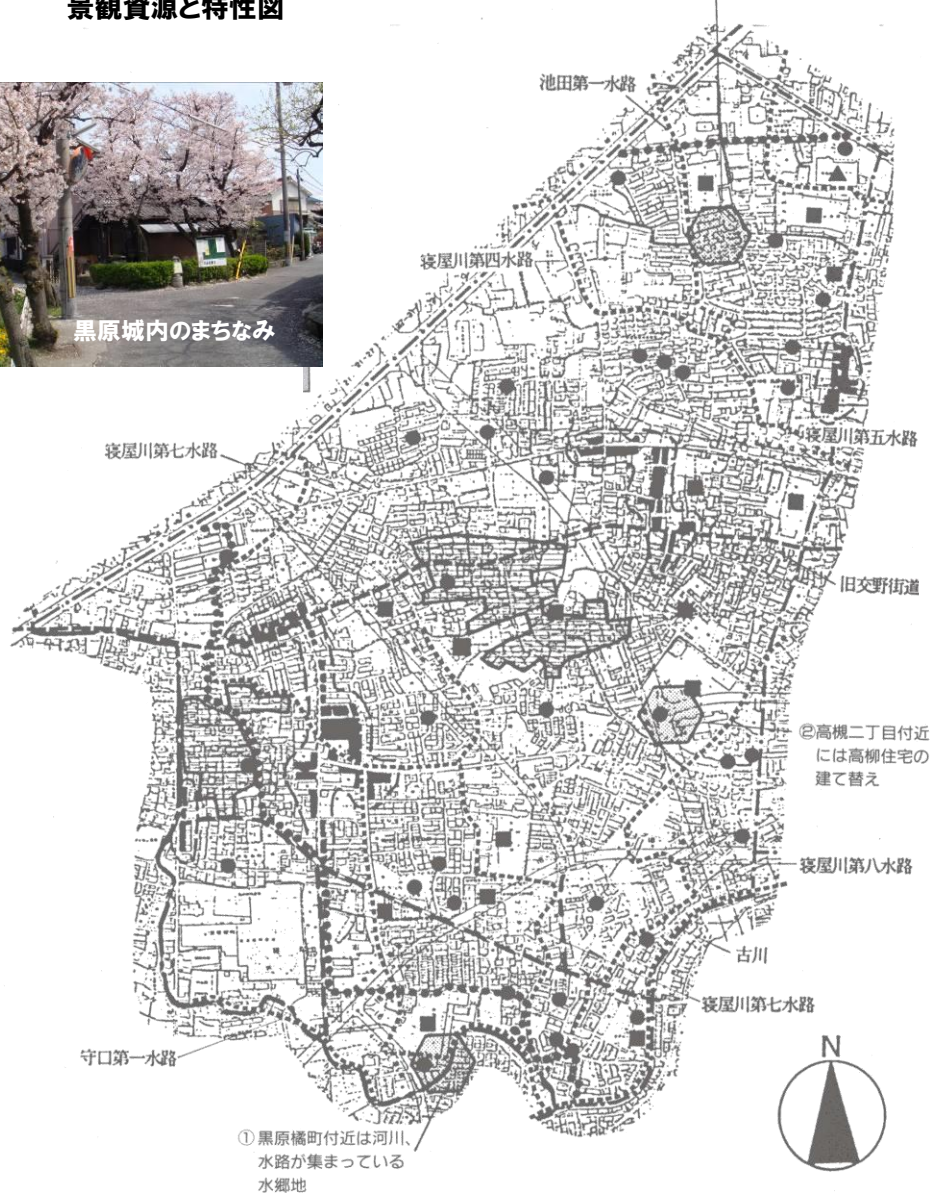 景観資源と特性図
池田第一水路
寝屋川第四水路
黒原城内のまちなみ
寝屋川第五水路
寝屋川第七水路
旧交野街道
②高槻二丁目付近
には高柳住宅の
建て替え
寝屋川第八水路
古川
寝屋川第七水路
守口第一水路
N
①黒原橘町付近は河川、
水路が集まっている
水郷地